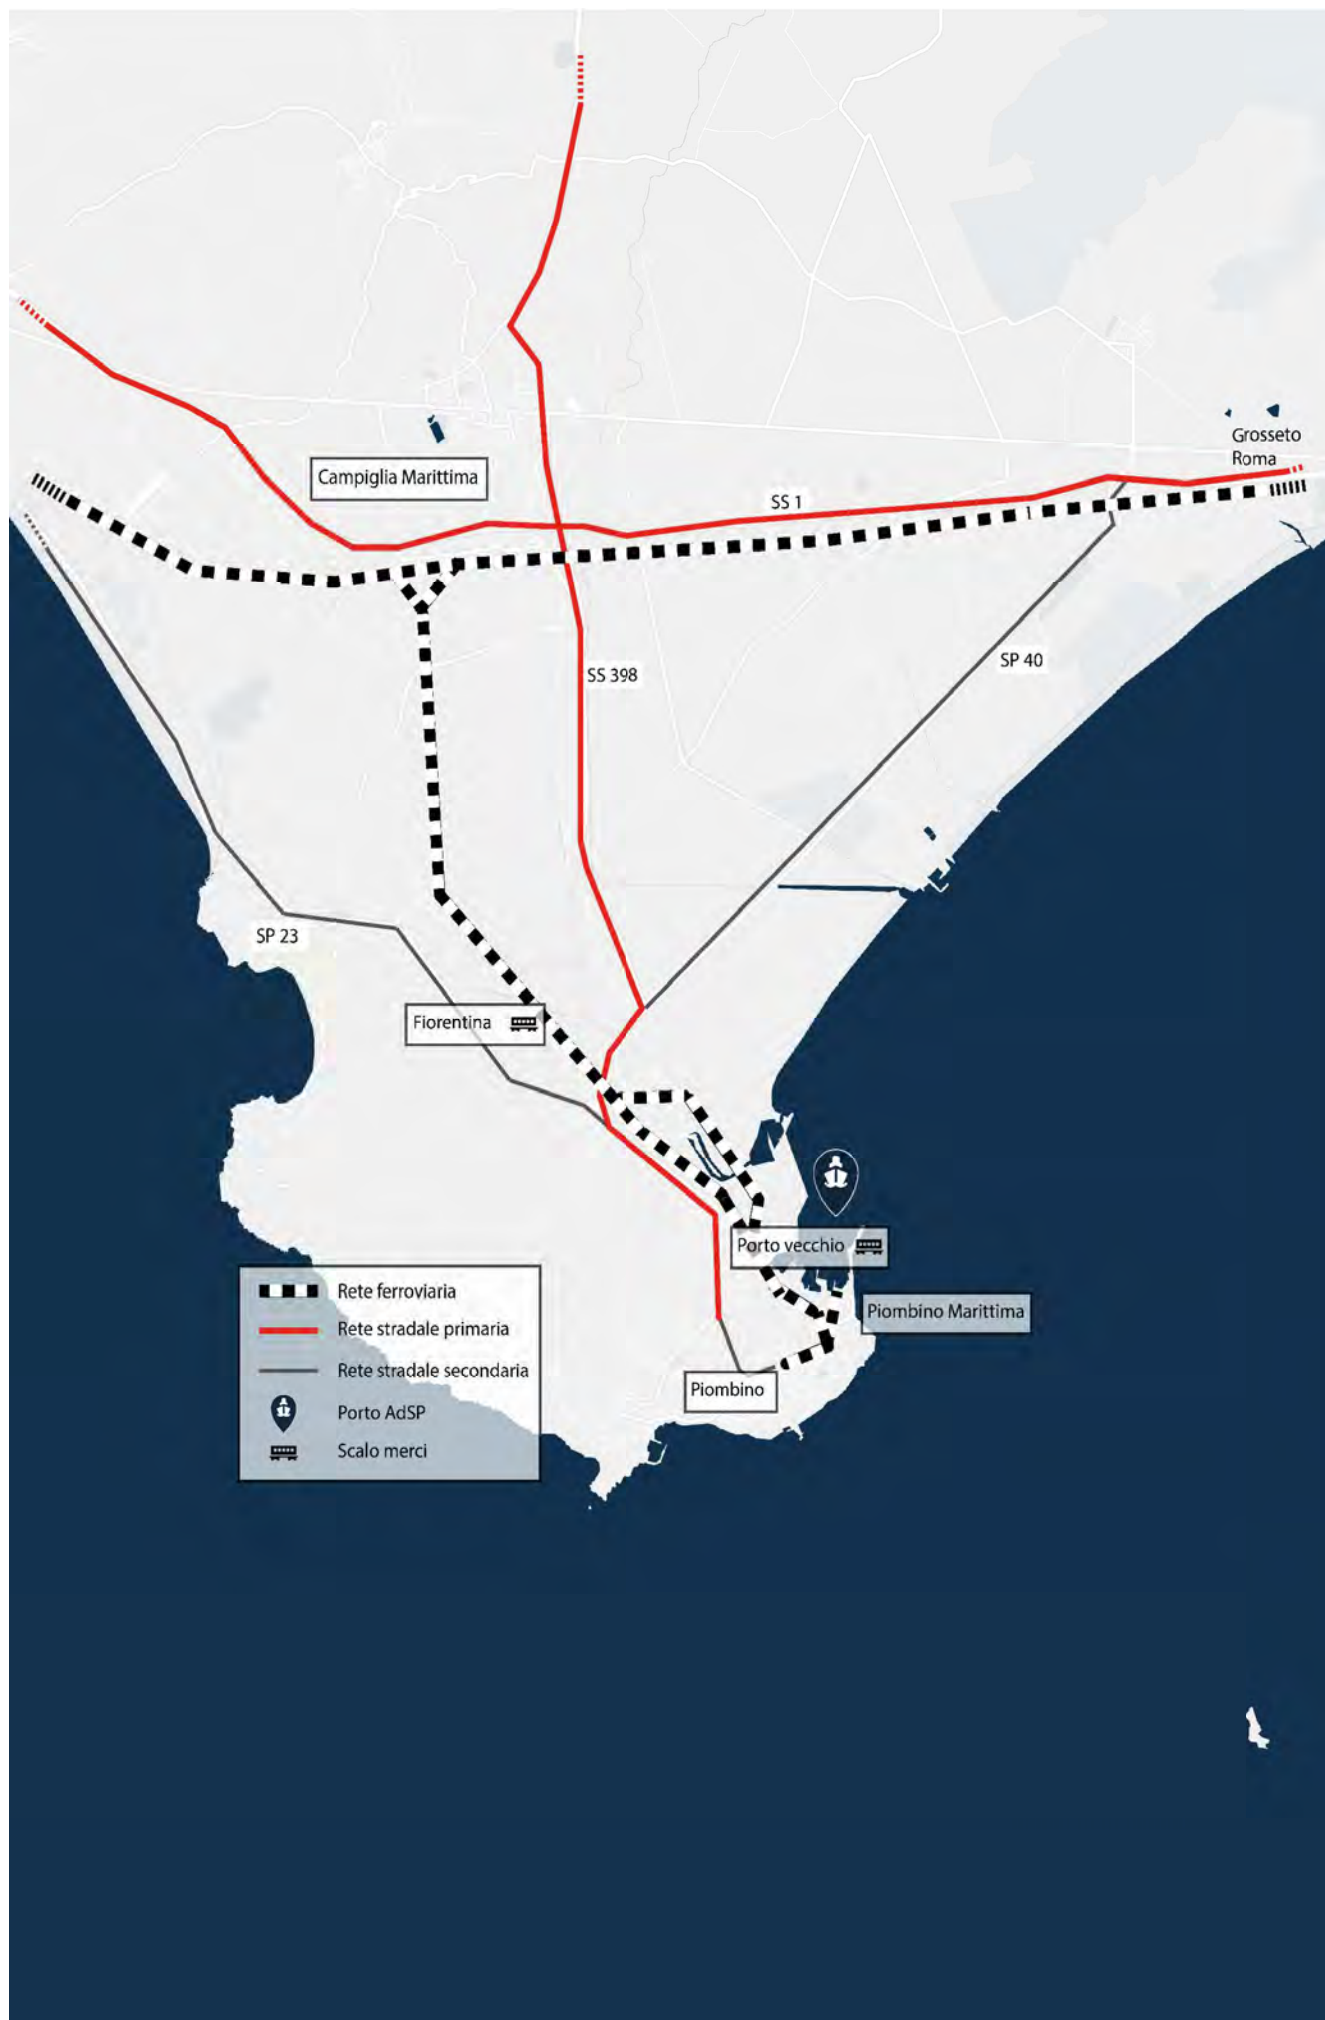 Grosseto
Roma
Campiglia Marittima
SS 1
SP 40
SS 398
SP 23
Fiorentina
Porto vecchio
Piombino Marittima
Piombino
Rete ferroviaria
Rete stradale primaria
Rete stradale secondaria
Porto AdSP
Scalo merci